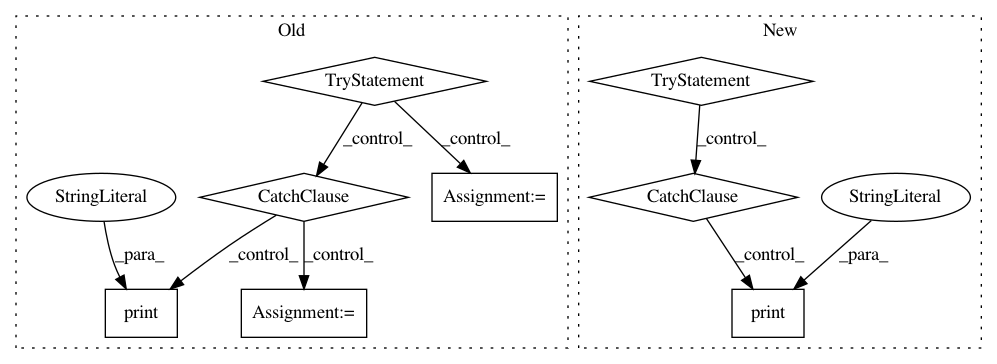 Old
New
TryStatement
TryStatement
_control_
_control_
_control_
StringLiteral
CatchClause
Assignment:=
CatchClause
StringLiteral
_para_
_control_
_control_
_control_
_para_
print
Assignment:=
print